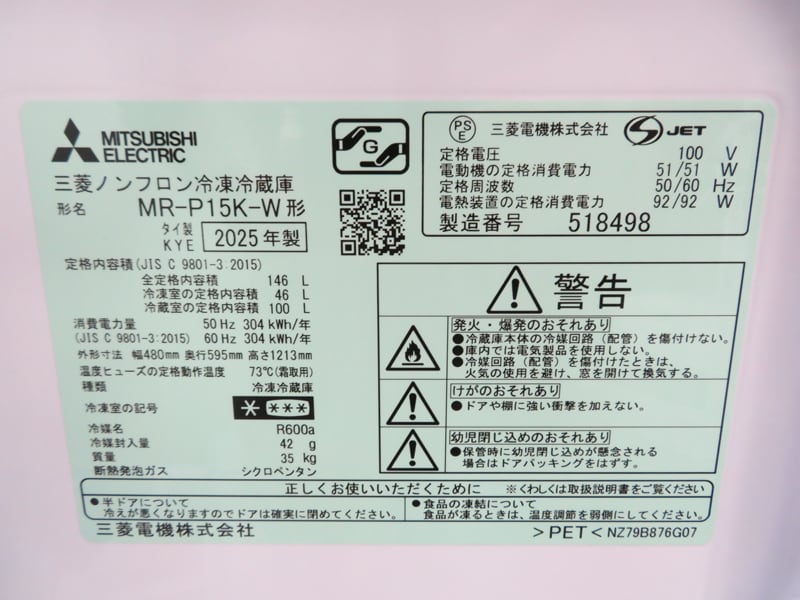 MITSUBISHI
ELECTRIC
三菱ノンフロン冷凍冷蔵庫
形名 MR-P15K-W形
タイ製
KYE 2025年製
G
定格内容積(JIS C 9801-3:2015)
全定格内容積 146 L
冷凍室の定格内容積 46 L
冷蔵室の定格内容積 100 L
消費電力量 50 Hz 304 kWh/年
(JIS C 9801-3:2015) 60 Hz 304 kWh/年
外形寸法 幅480mm 奥行595mm 高さ1213mm
温度ヒューズの定格動作温度 73℃(霜取用)
種類 冷凍冷蔵庫
冷凍室の記号
冷媒名 R600a
冷媒封入量 42 g
質量 35 kg
断熱発泡ガス シクロペンタン
PS
E
三菱電機株式会社 JET
定格電圧 100 V
電動機の定格消費電力 51/51 W
定格周波数 50/60 Hz
電熱装置の定格消費電力 92/92 W
製造番号 518498
警告
発火・爆発のおそれあり
●冷蔵庫本体の冷媒回路(配管)を傷付けない。
●庫内では電気製品を使用しない。
●冷媒回路(配管)を傷付けたときは、
火気の使用を避け、窓を開けて換気する。
けがのおそれあり
●ドアや棚に強い衝撃を加えない。
幼児閉じ込めのおそれあり
●保管時に幼児閉じ込めが懸念される
場合はドアパッキングをはずす。
正しくお使いいただくために ※くわしくは取扱説明書をご覧ください
●半ドアについて
冷えが悪くなりますのでドアは確実に閉めてください。
●食品の凍結について
食品が凍るときは、温度調節を弱側にしてください。
三菱電機株式会社
>PET< NZ79B876G07